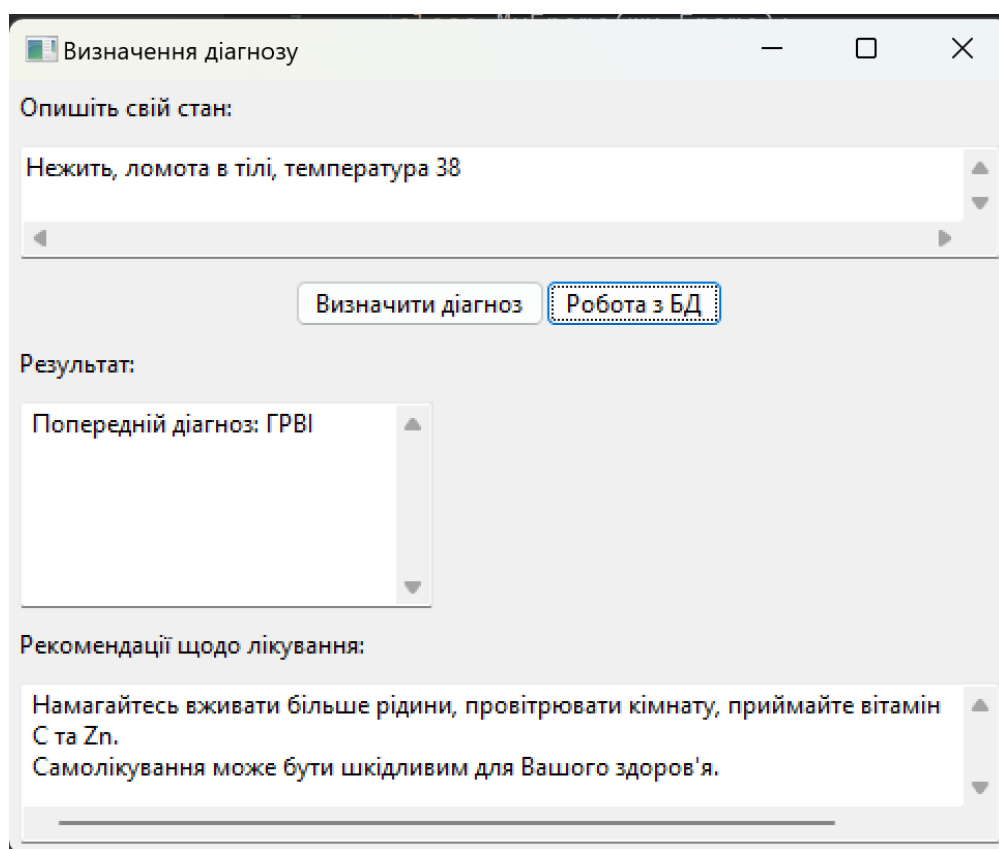 Визначення діагнозу
Опишіть свій стан:
Нежить, ломота в тілі, температура 38
Визначити діагноз
Робота з БД
Результат:
Попередній діагноз: ГРВІ
Рекомендації щодо лікування:
Намагайтесь вживати більше рідини, провітрювати кімнату, приймайте вітамін
С та Zn.
Самолікування може бути шкідливим для Вашого здоров'я.